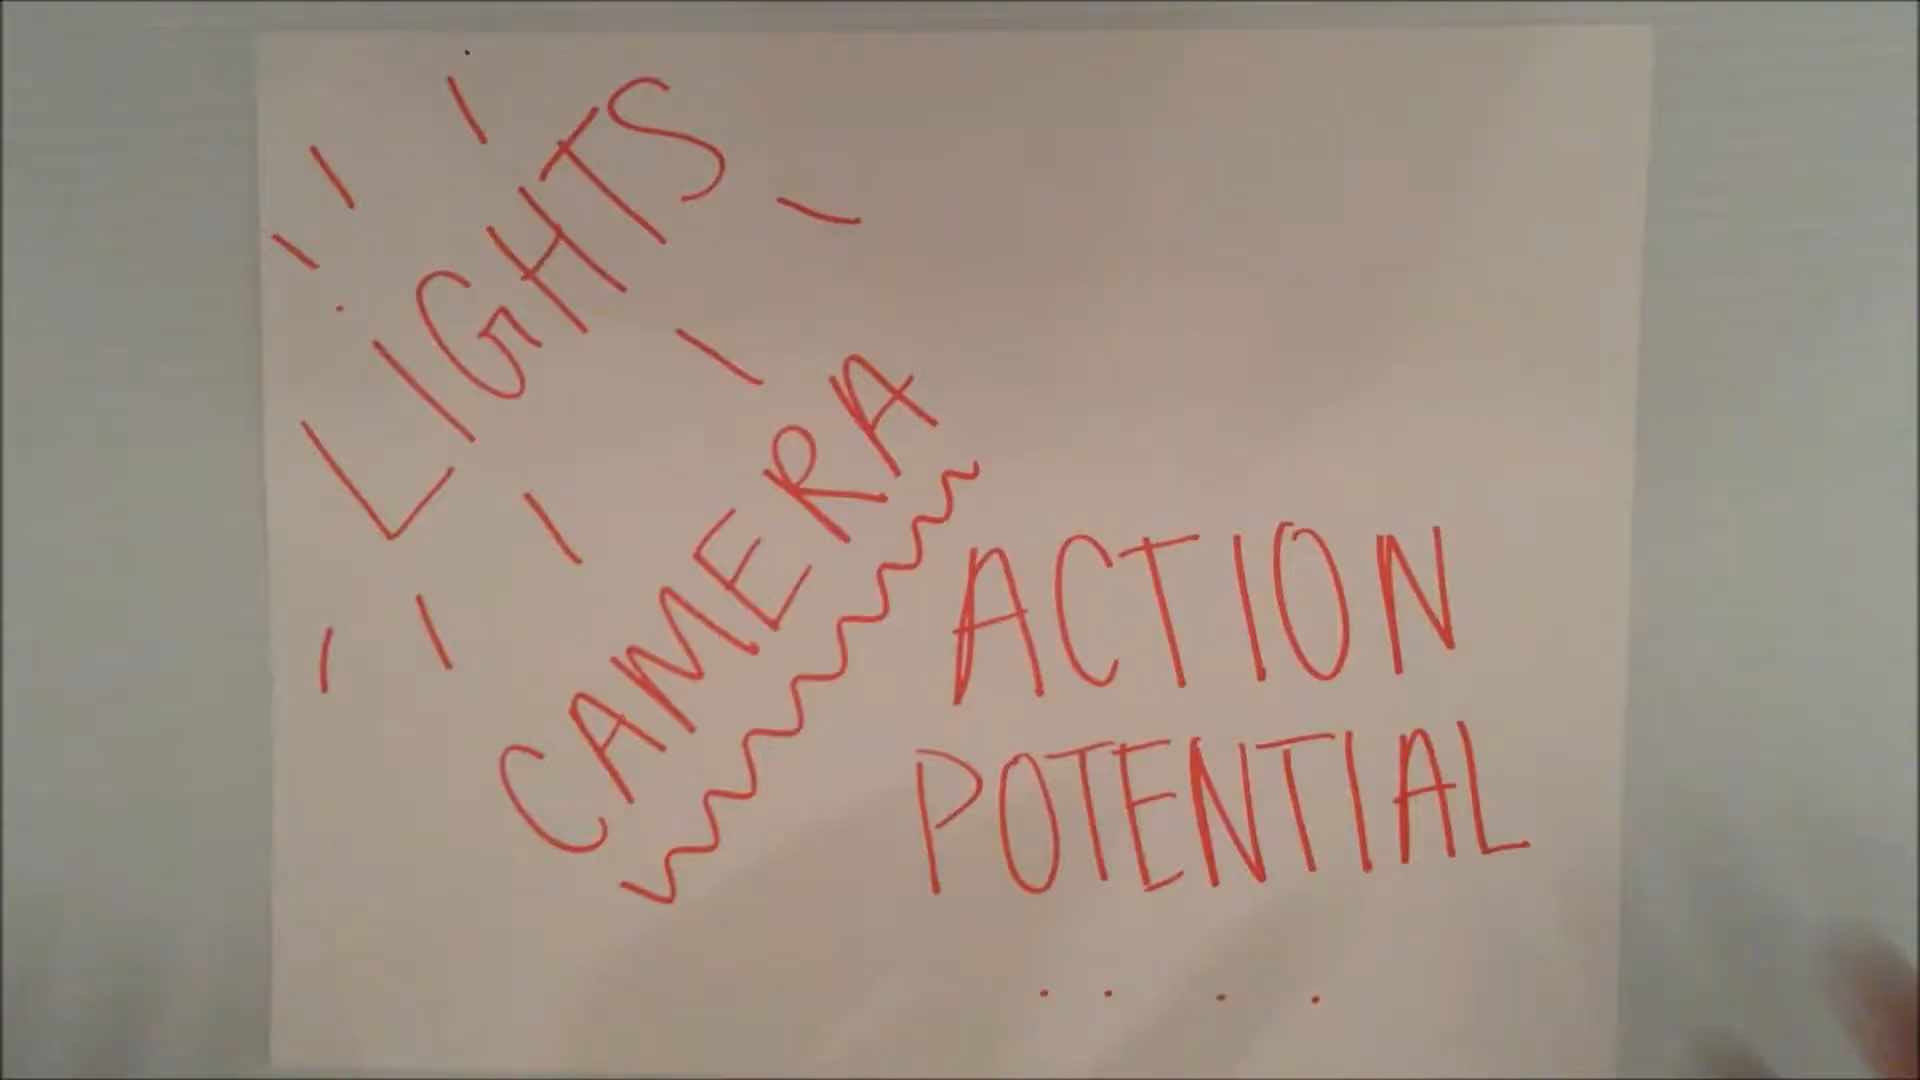 LIGHTS
CAMERA
ACTION
POTENTIAL
....